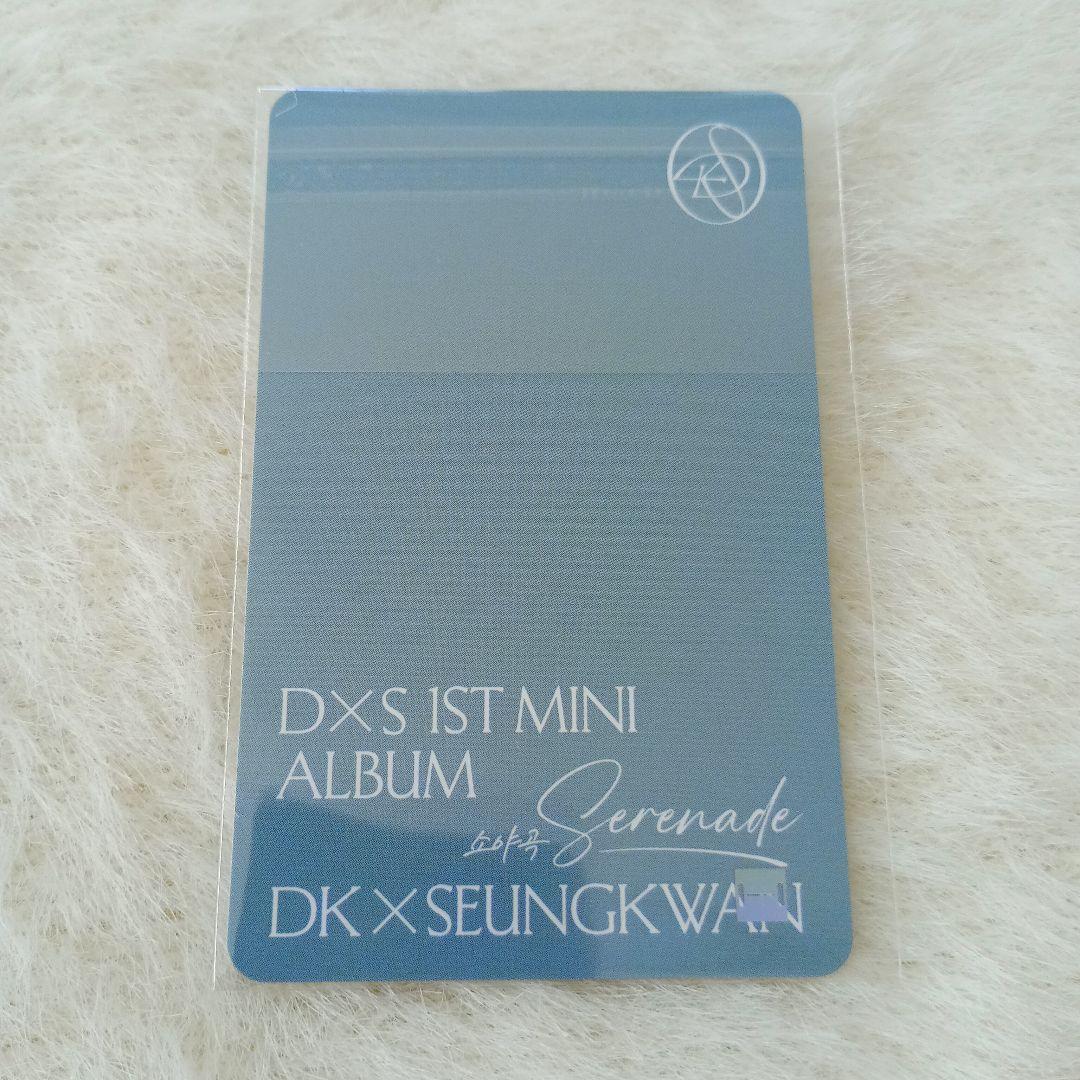 D×S 1ST MINI
ALBUM
소야곡 Serenade
DK×SEUNGKWAN